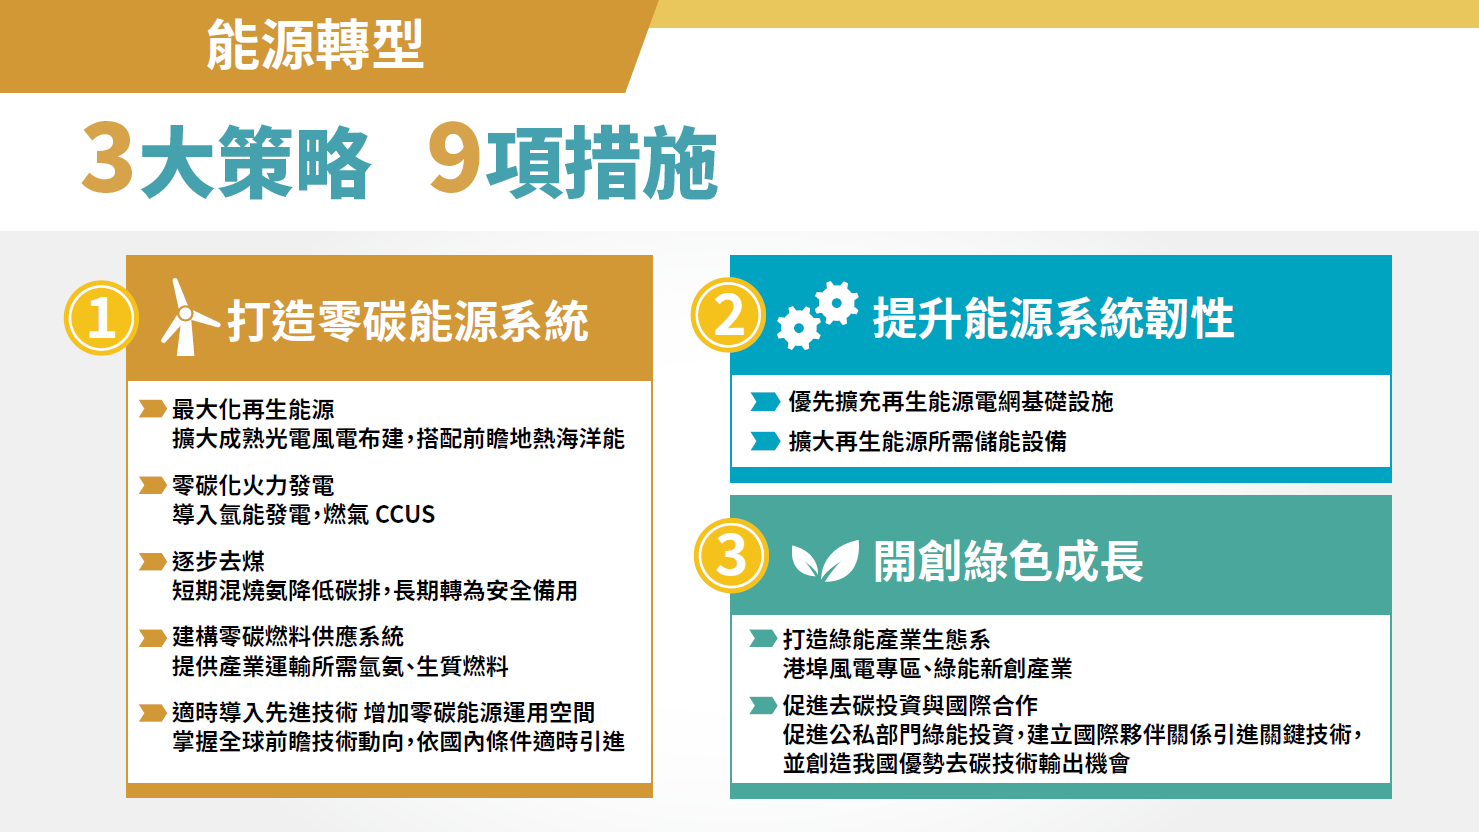 能源轉型
3大策略 9項措施
1 打造零碳能源系統
最大化再生能源
擴大成熟光電風電布建，搭配前瞻地熱海洋能
零碳化火力發電
導入氫能發電，燃氣 CCUS
逐步去煤
短期混燒氨降低碳排，長期轉為安全備用
建構零碳燃料供應系統
提供產業運輸所需氫氨、生質燃料
適時導入先進技術 增加零碳能源運用空間
掌握全球前瞻技術動向，依國內條件適時引進
2 提升能源系統韌性
優先擴充再生能源電網基礎設施
擴大再生能源所需儲能設備
3 開創綠色成長
打造綠能產業生態系
港埠風電專區、綠能新創產業
促進去碳投資與國際合作
促進公私部門綠能投資，建立國際夥伴關係引進關鍵技術，
並創造我國優勢去碳技術輸出機會